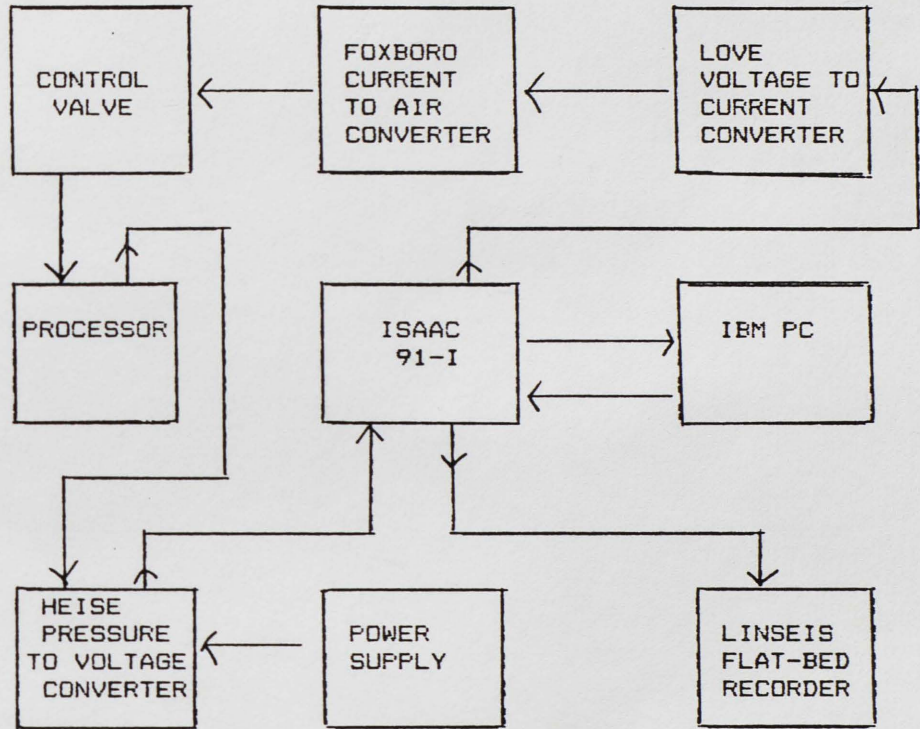 CONTROL
VALVE
FOXBORO
CURRENT
TO AIR
CONVERTER
LOVE
VOLTAGE TO
CURRENT
CONVERTER
PROCESSOR
ISAAC
91-I
IBM PC
HEISE
PRESSURE
TO VOLTAGE
CONVERTER
POWER
SUPPLY
LINSEIS
FLAT-BED
RECORDER